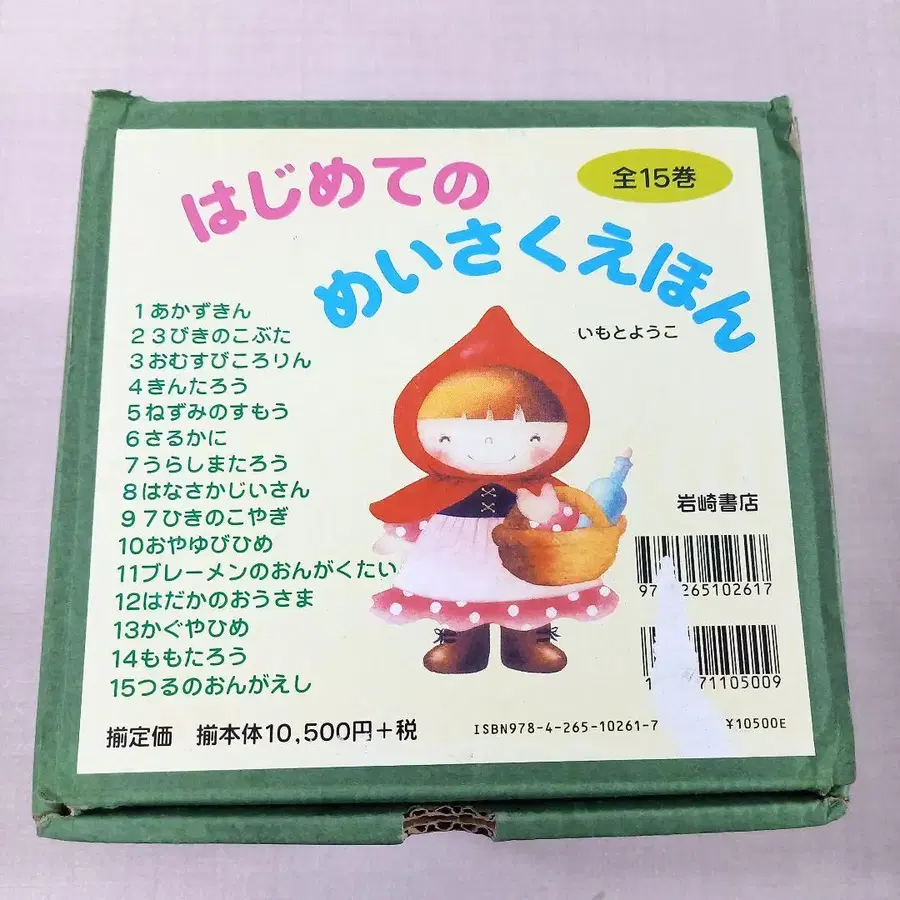 はじめての
めいさくえほん
全15巻
いもとようこ
1あかずきん
2 3びきのこぶた
3おむすびころりん
4きんたろう
5ねずみのすもう
6さるかに
7うらしまたろう
8はなさかじいさん
9 7ひきのこやぎ
10おやゆびひめ
11ブレーメンのおんがくたい
12はだかのおうさま
13かぐやひめ
14ももたろう
15つるのおんがえし
岩崎書店
265102617
71105009
揃定価 揃本体10,500円+税
ISBN978-4-265-10261-7
¥10500E